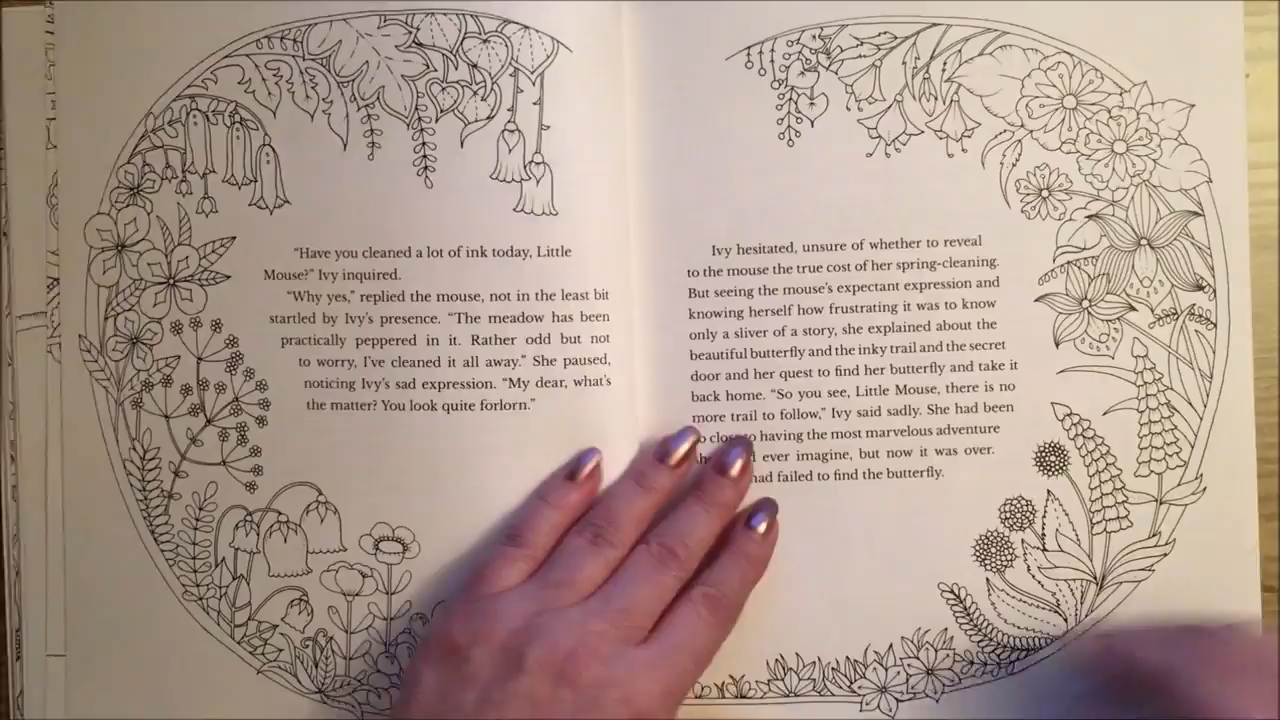 “Have you cleaned a lot of ink today, Little
Mouse?” Ivy inquired.
“Why yes,” replied the mouse, not in the least bit
startled by Ivy’s presence. “The meadow has been
practically peppered in it. Rather odd but not
to worry, I’ve cleaned it all away.” She paused,
noticing Ivy’s sad expression. “My dear, what’s
the matter? You look quite forlorn.”
Ivy hesitated, unsure of whether to reveal
to the mouse the true cost of her spring-cleaning.
But seeing the mouse’s expectant expression and
knowing herself how frustrating it was to know
only a sliver of a story, she explained about the
beautiful butterfly and the inky trail and the secret
door and her quest to find her butterfly and take it
back home. “So you see, Little Mouse, there is no
more trail to follow,” Ivy said sadly. She had been
to having the most marvelous adventure
ever imagine, but now it was over.
had failed to find the butterfly.